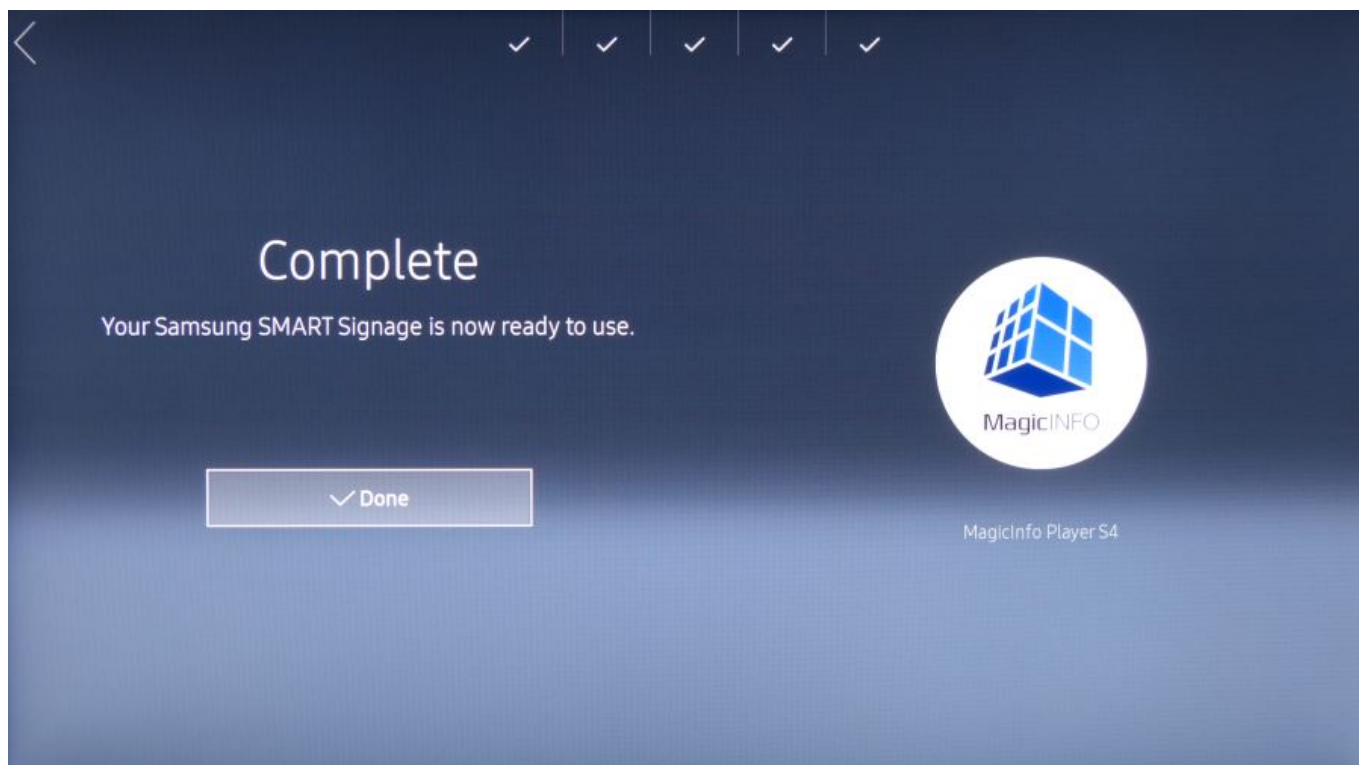 Complete
Your Samsung SMART Signage is now ready to use.
Done
MagicINFO
MagicInfo Player S4